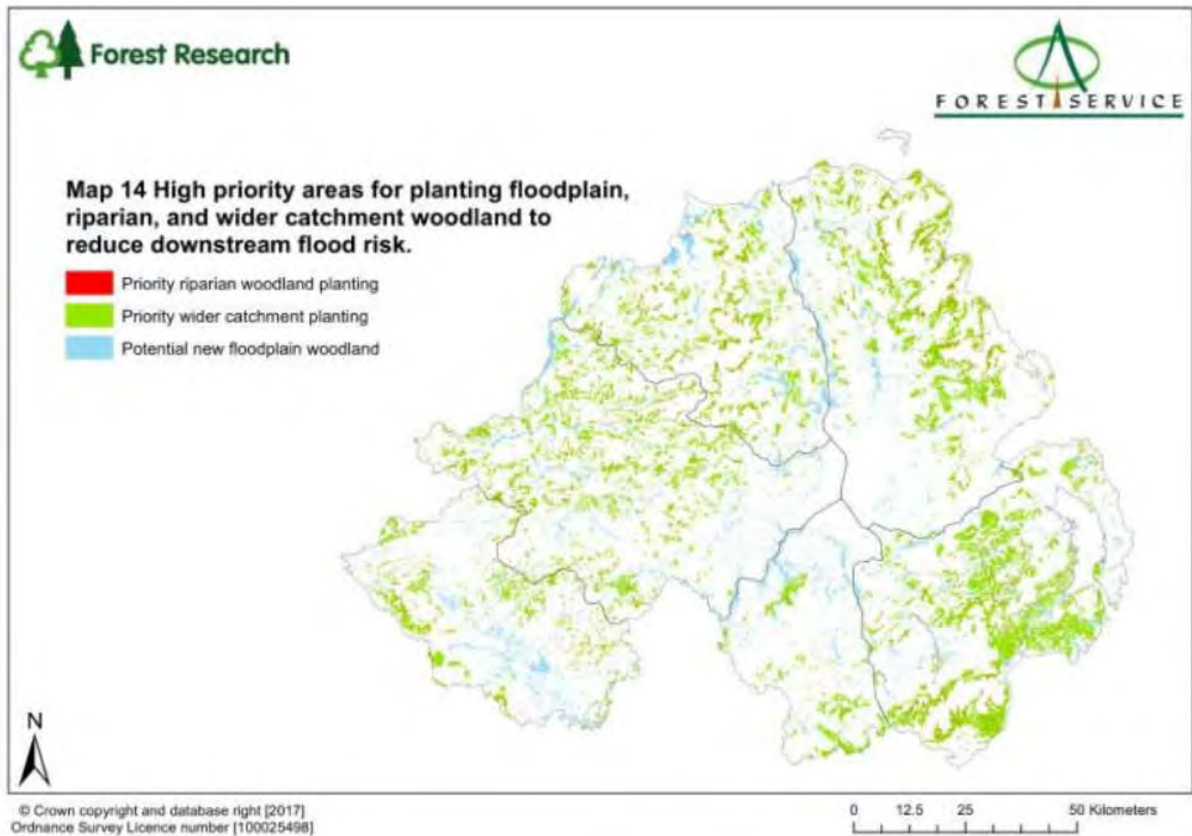 Forest Research
FOREST SERVICE
Map 14 High priority areas for planting floodplain,
riparian, and wider catchment woodland to
reduce downstream flood risk.
Priority riparian woodland planting
Priority wider catchment planting
Potential new floodplain woodland
N
© Crown copyright and database right [2017]
Ordnance Survey Licence number [100025498]
0 12.5 25 50 Kilometers